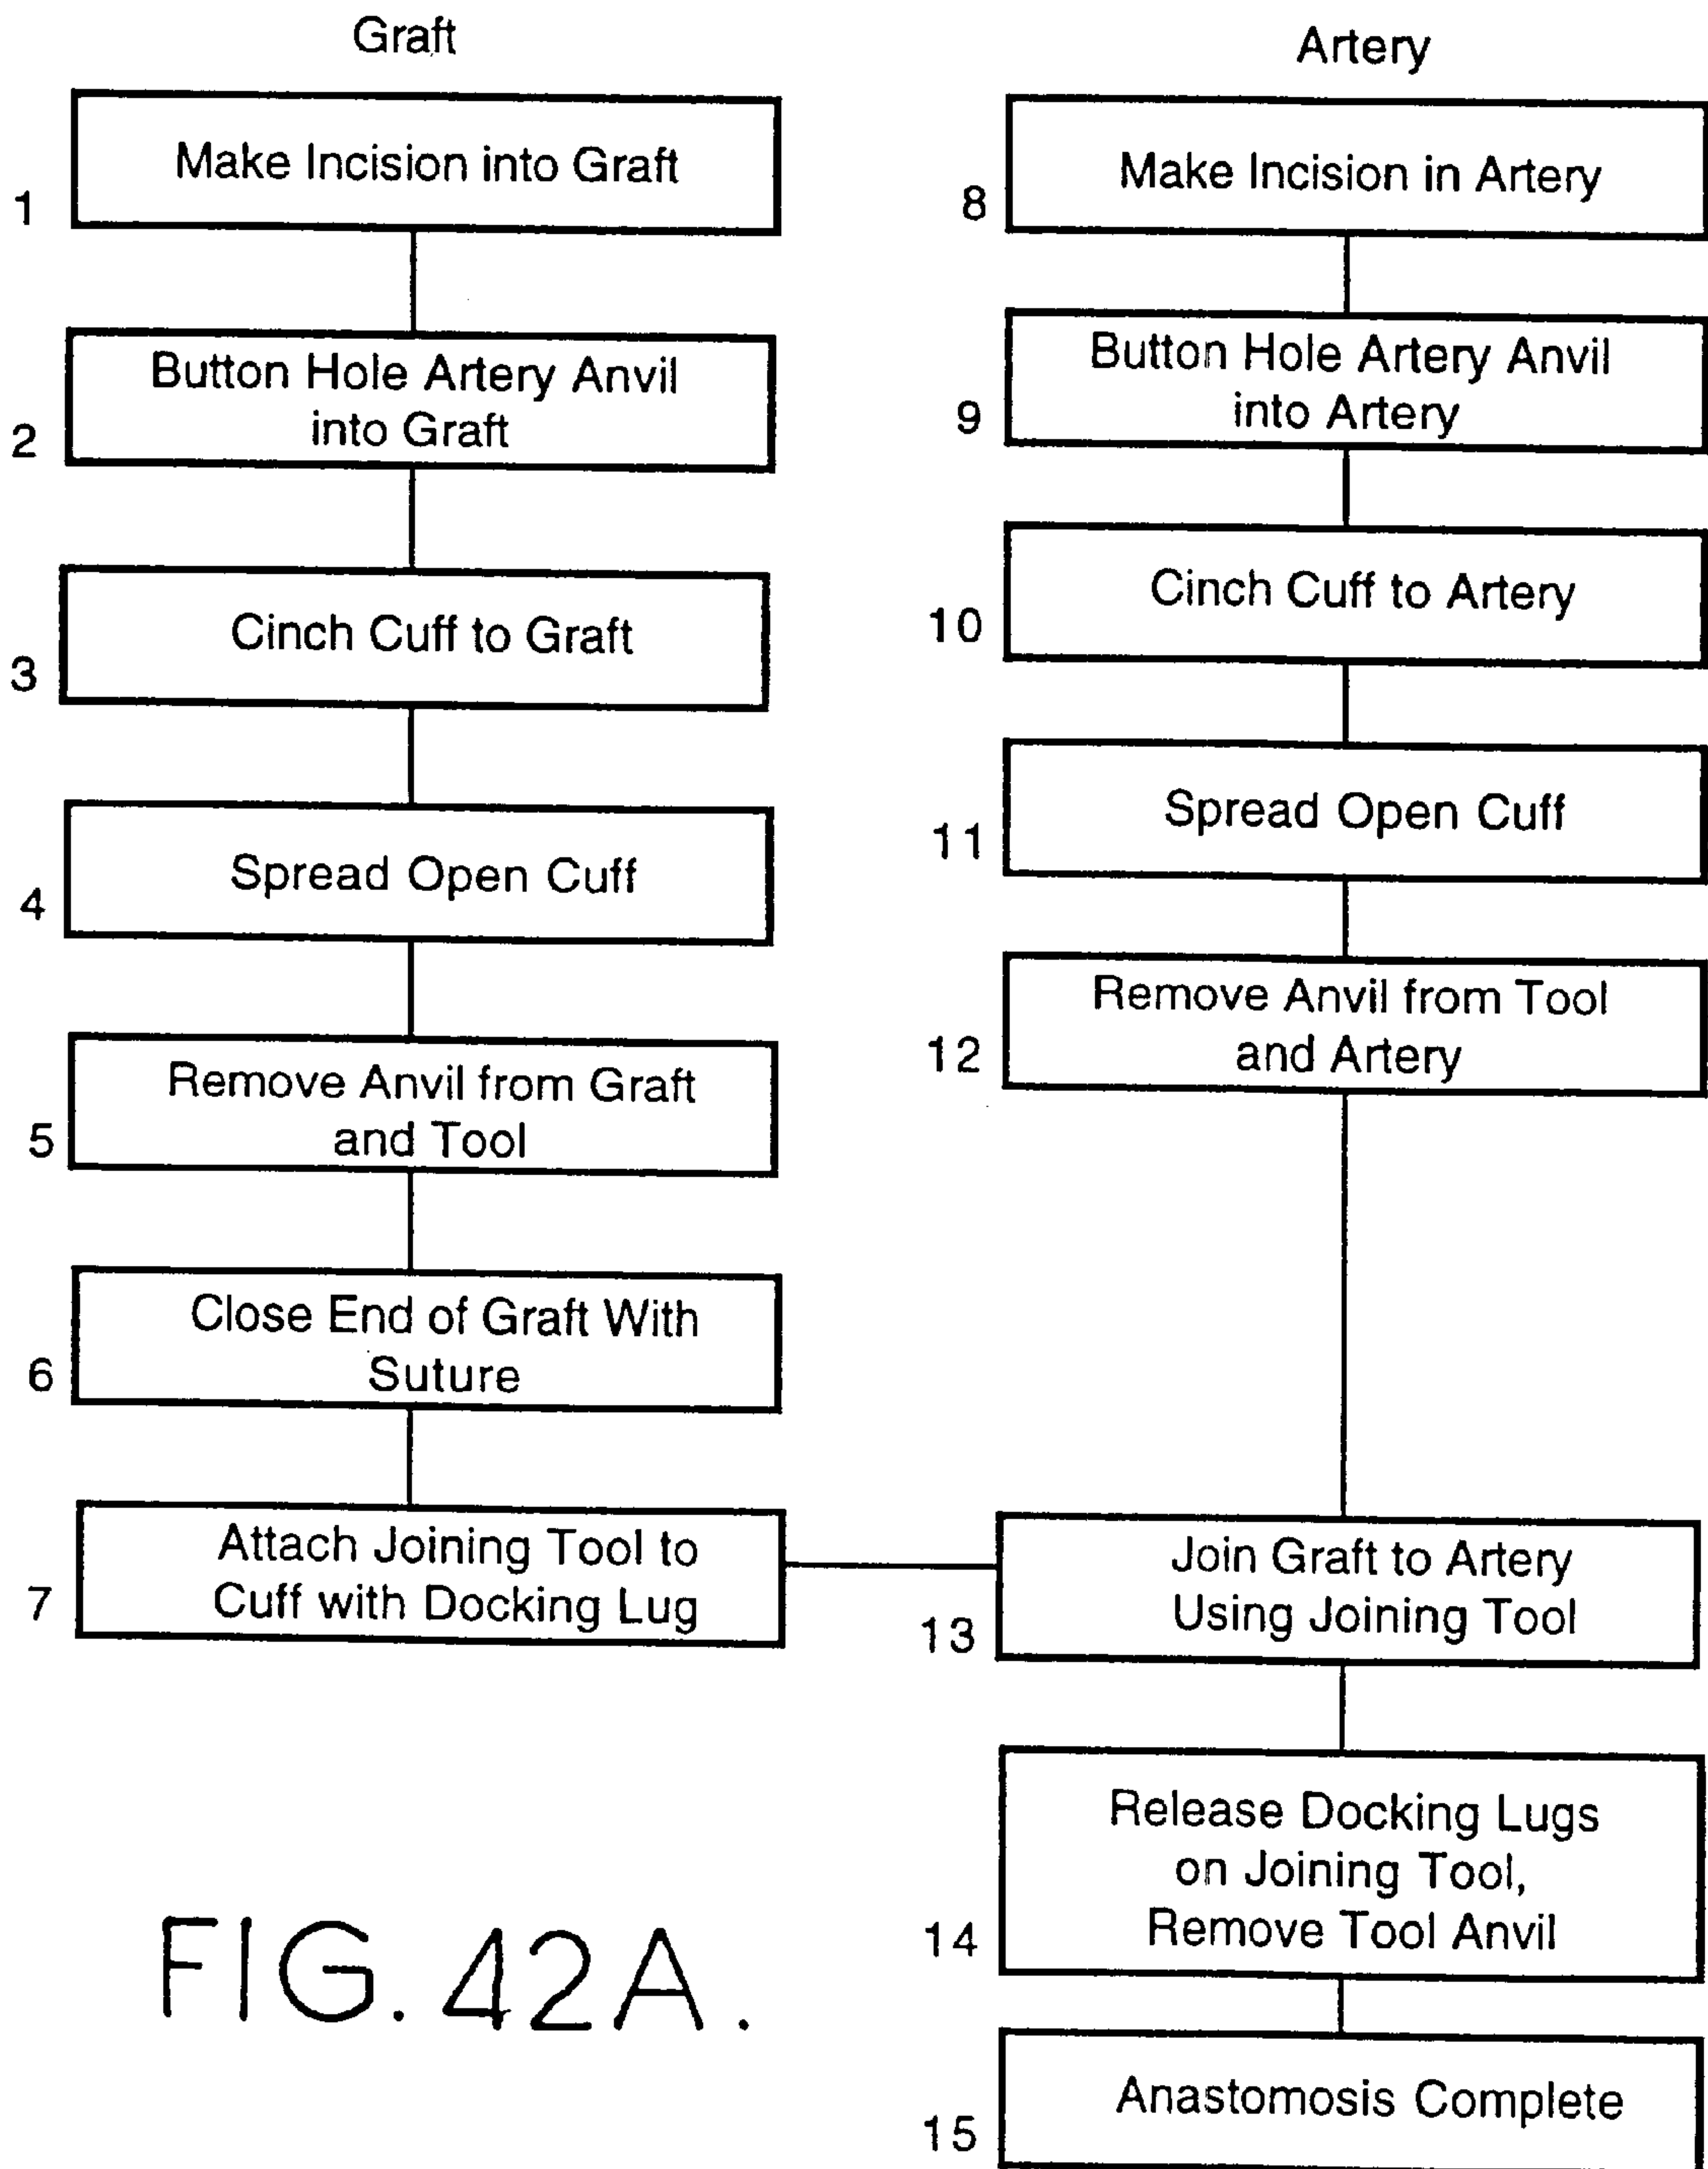 Graft
1
Make Incision into Graft
2
Button Hole Artery Anvil
into Graft
3
Cinch Cuff to Graft
4
Spread Open Cuff
5
Remove Anvil from Graft
and Tool
6
Close End of Graft With
Suture
7
Attach Joining Tool to
Cuff with Docking Lug
Artery
8
Make Incision in Artery
9
Button Hole Artery Anvil
into Artery
10
Cinch Cuff to Artery
11
Spread Open Cuff
12
Remove Anvil from Tool
and Artery
13
Join Graft to Artery
Using Joining Tool
14
Release Docking Lugs
on Joining Tool,
Remove Tool Anvil
15
Anastomosis Complete
FIG. 42A.